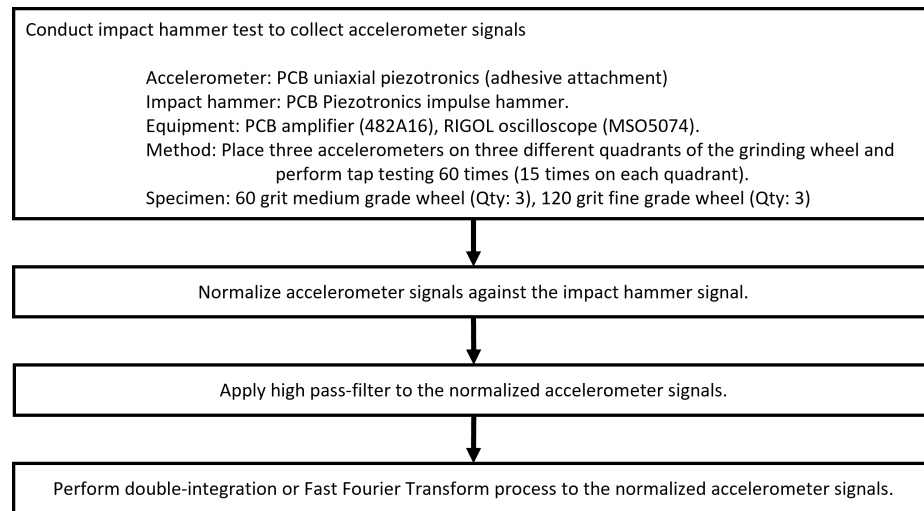 Conduct impact hammer test to collect accelerometer signals
Accelerometer: PCB uniaxial piezotronics (adhesive attachment)
Impact hammer: PCB Piezotronics impulse hammer.
Equipment: PCB amplifier (482A16), RIGOL oscilloscope (MSO5074).
Method: Place three accelerometers on three different quadrants of the grinding wheel and
perform tap testing 60 times (15 times on each quadrant).
Specimen: 60 grit medium grade wheel (Qty: 3), 120 grit fine grade wheel (Qty: 3)
Normalize accelerometer signals against the impact hammer signal.
Apply high pass-filter to the normalized accelerometer signals.
Perform double-integration or Fast Fourier Transform process to the normalized accelerometer signals.